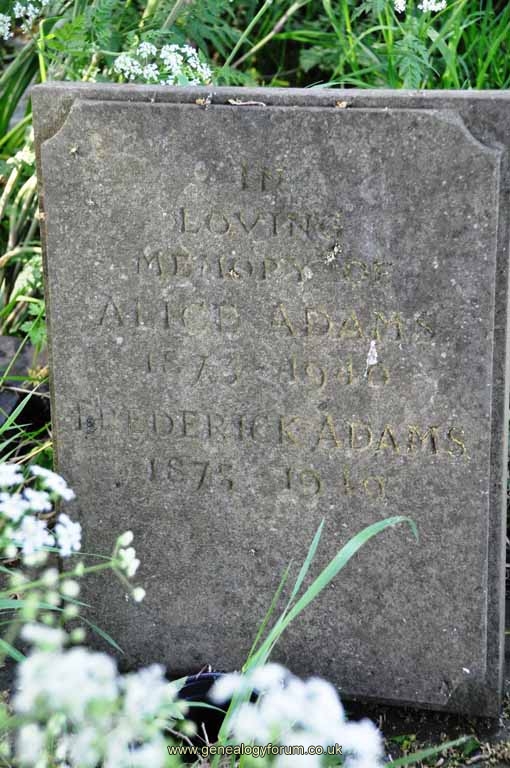 IN
LOVING
MEMORY OF
ALICE ADAMS
1873 - 1940
FREDERICK ADAMS
1875 - 1940
www.genealogyforum.co.uk